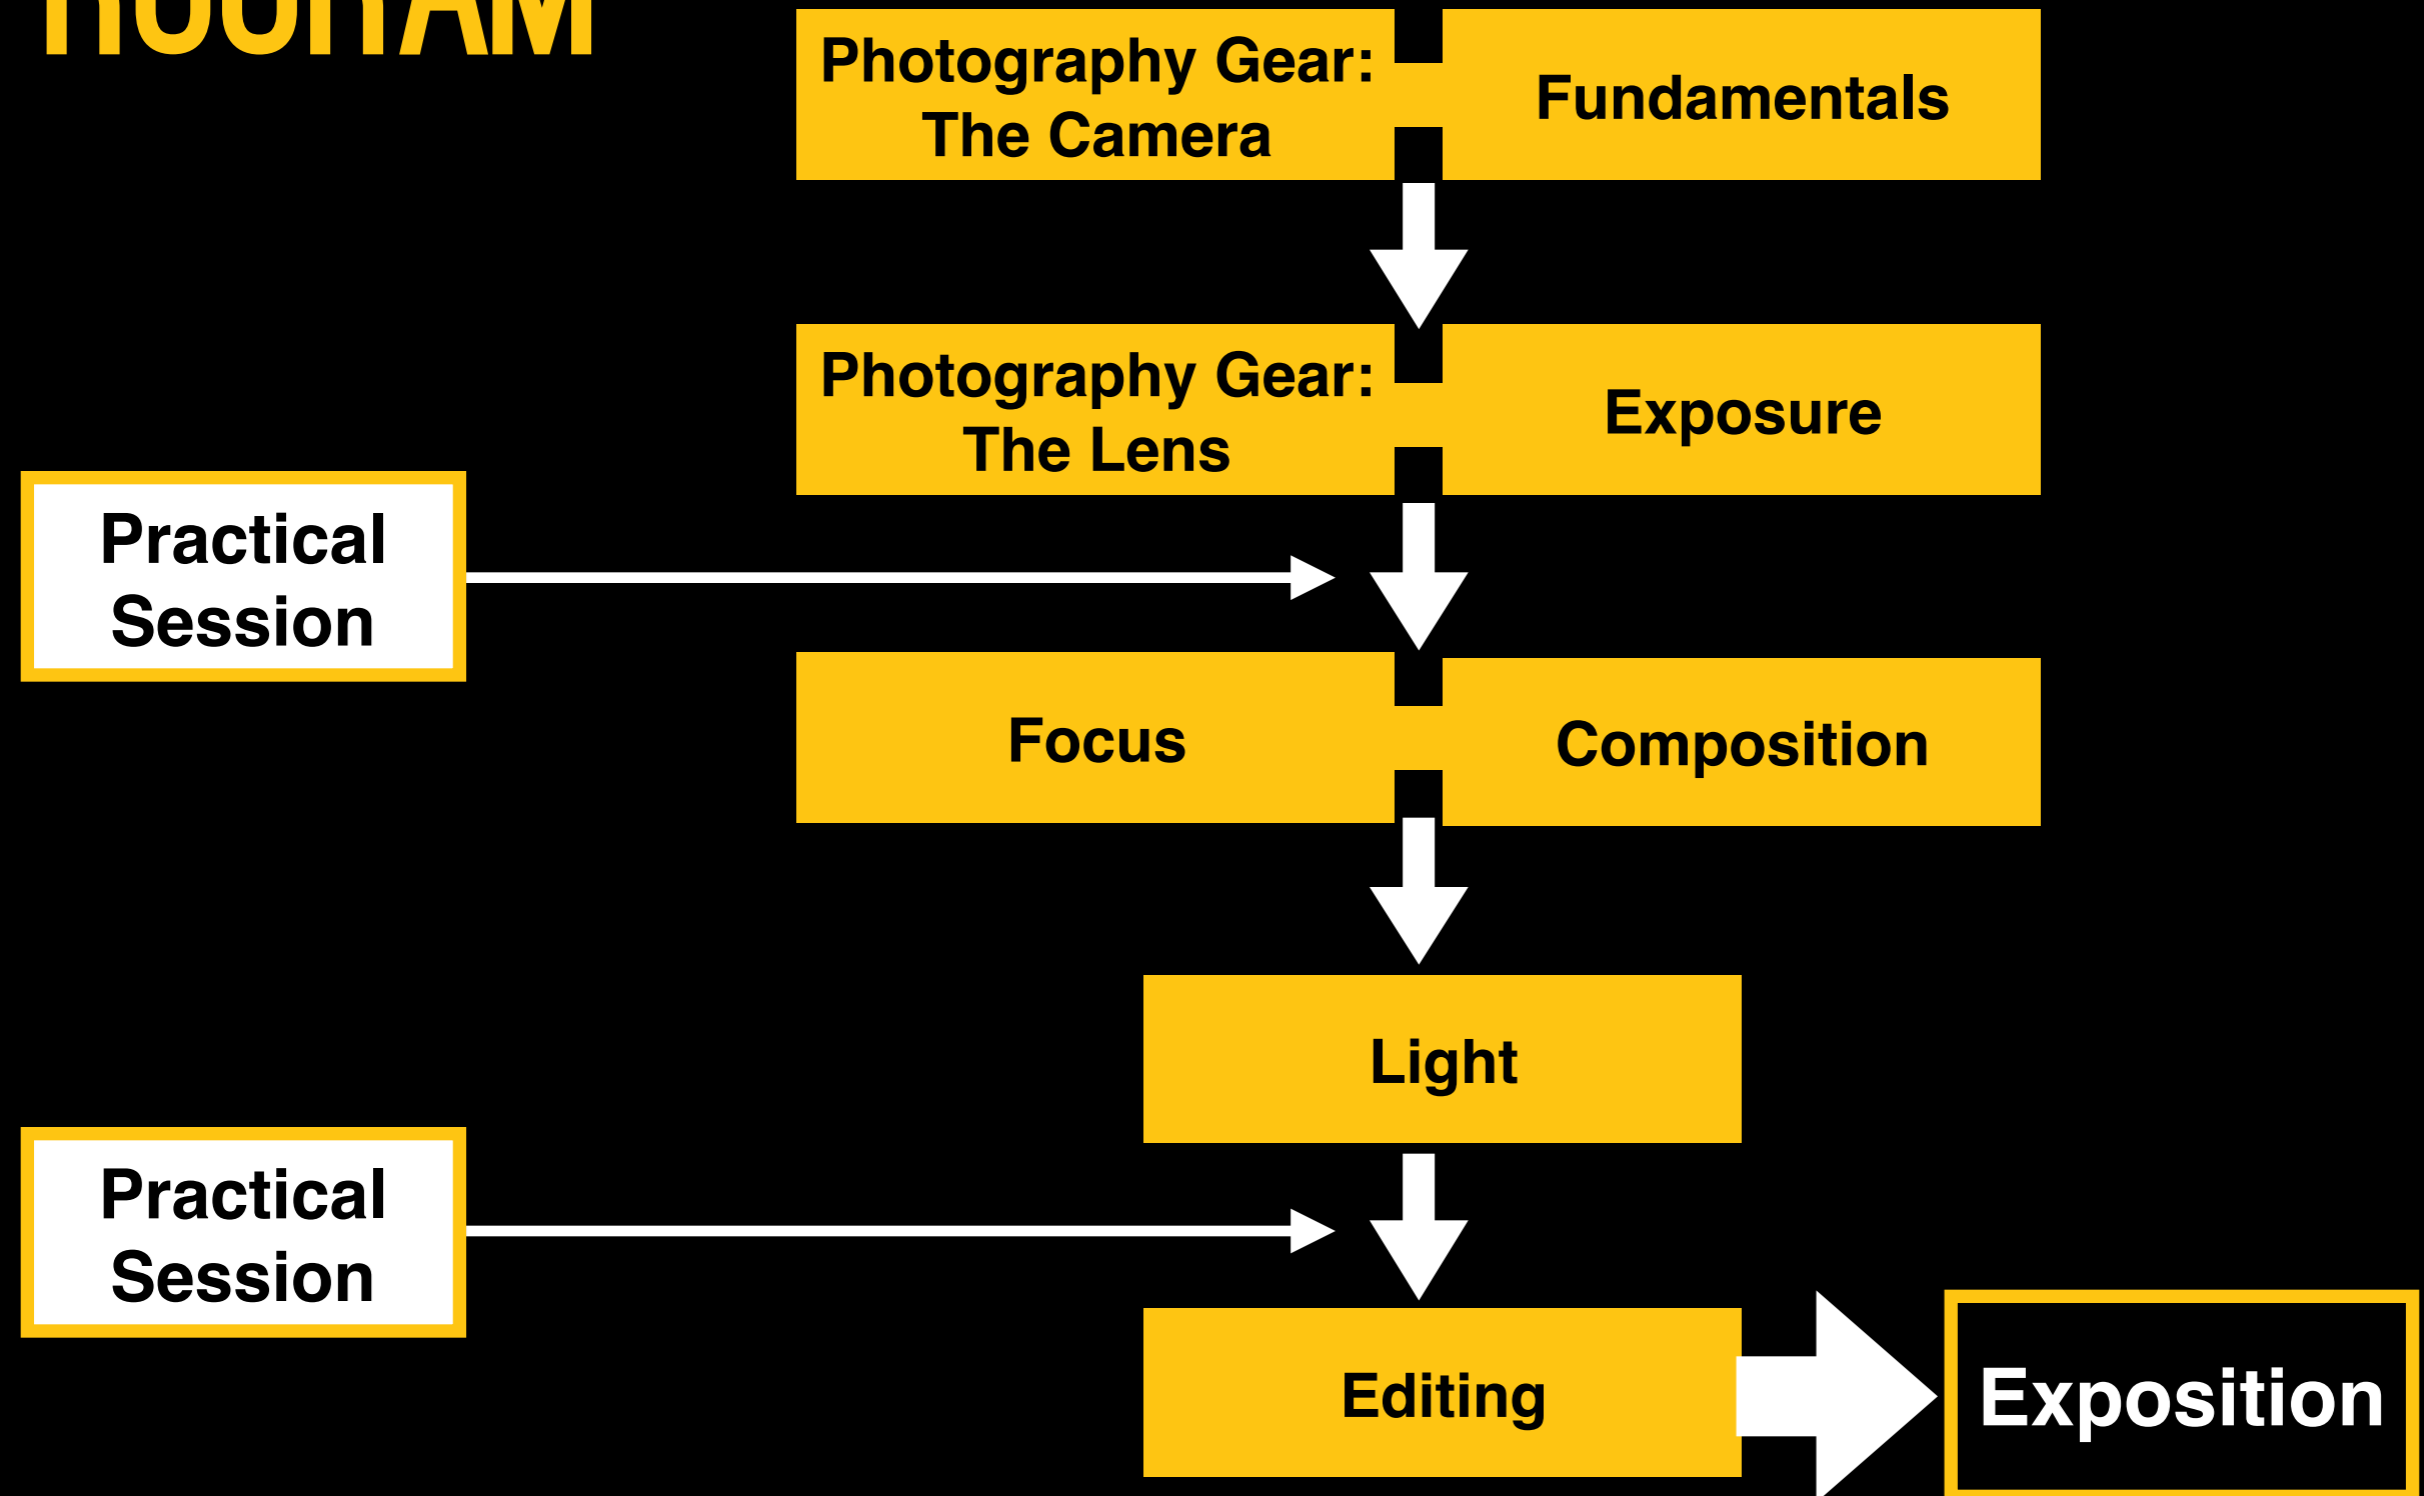 Photography Gear:
The Camera
Fundamentals
Photography Gear:
The Lens
Exposure
Practical
Session
Focus
Composition
Light
Practical
Session
Editing
Exposition